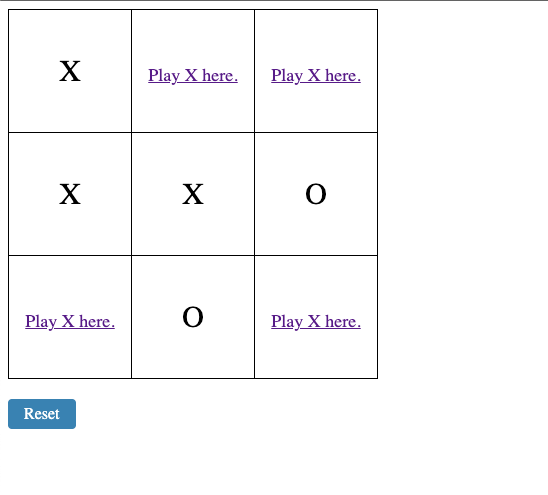 X Play X here. Play X here.
X X O
Play X here. O Play X here.
Reset